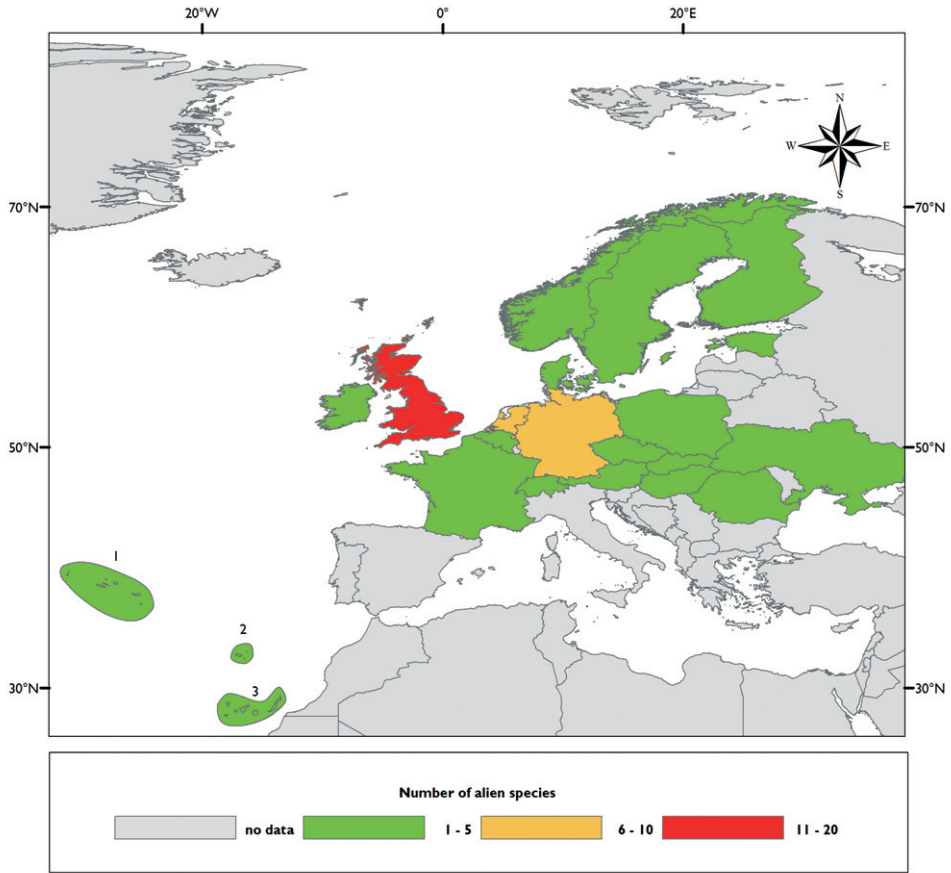 20°W 0° 20°E
N
W E
S
70°N 70°N
50°N 50°N
1
2
3
30°N 30°N
Number of alien species
no data 1 - 5 6 - 10 11 - 20